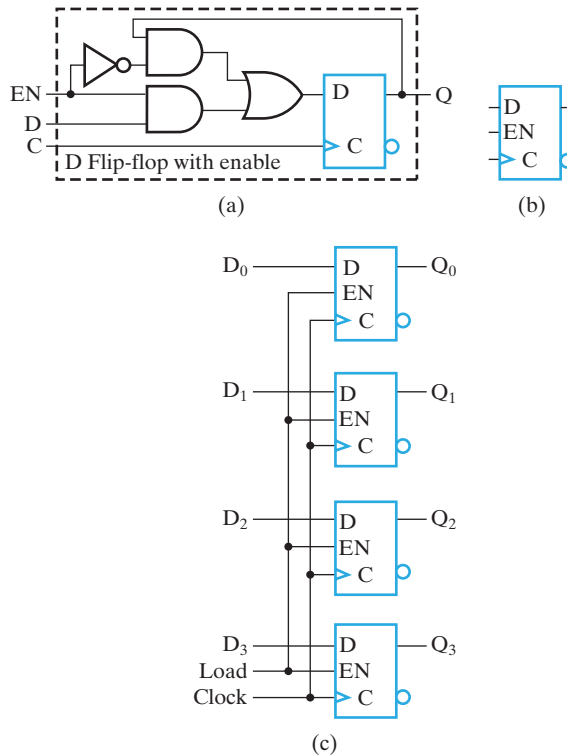 EN
D
C
D
C
Q
D Flip-flop with enable
(a)
D
EN
C
(b)
D0
D
EN
C
Q0
D1
D
EN
C
Q1
D2
D
EN
C
Q2
D3
Load
Clock
D
EN
C
Q3
(c)